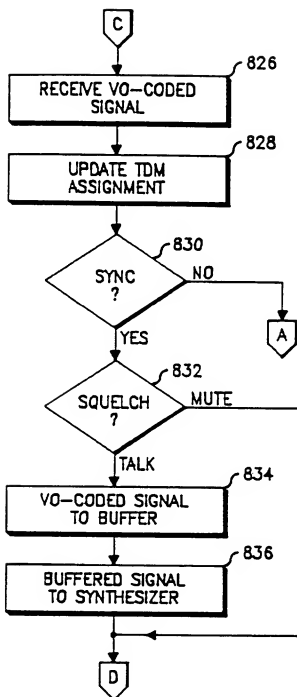 C
826
RECEIVE VO-CODED
SIGNAL
828
UPDATE TDM
ASSIGNMENT
830
SYNC
?
NO
A
YES
832
SQUELCH
?
MUTE
TALK
834
VO-CODED SIGNAL
TO BUFFER
836
BUFFERED SIGNAL
TO SYNTHESIZER
D